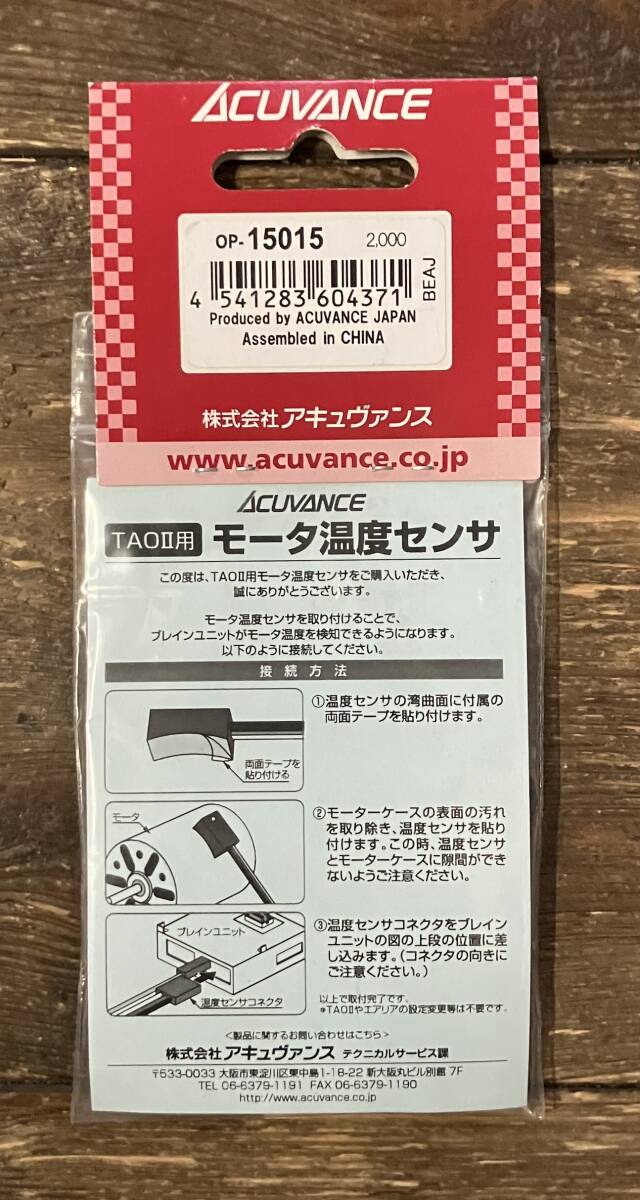 ACUVANCE
OP-15015 2,000
BEAJ
4 541283 604371
Produced by ACUVANCE JAPAN
Assembled in CHINA
株式会社アキュヴァンス
www.acuvance.co.jp
ACUVANCE
TAOⅡ用 モータ温度センサ
この度は、TAOⅡ用モータ温度センサをご購入いただき、
誠にありがとうございます。
モータ温度センサを取り付けることで、
ブレインユニットがモータ温度を検知できるようになります。
以下のように接続してください。
接続方法
①温度センサの湾曲面に付属の
両面テープを貼り付けます。
両面テープを
貼り付ける
モータ
②モーターケースの表面の汚れ
を取り除き、温度センサを貼り
付けます。この時、温度センサ
とモーターケースに隙間ができ
ないようご注意ください。
ブレインユニット
温度センサコネクタ
③温度センサコネクタをブレイン
ユニットの図の上段の位置に差
し込みます。(コネクタの向きに
ご注意ください。)
以上で取付完了です。
*TAOⅡやエアリアの設定変更等は不要です。
<製品に関するお問い合わせはこちら>
株式会社アキュヴァンス テクニカルサービス課
〒533-0033 大阪市東淀川区東中島1-18-22 新大阪丸ビル別館 7F
TEL 06-6379-1191 FAX 06-6379-1190
http://www.acuvance.co.jp/